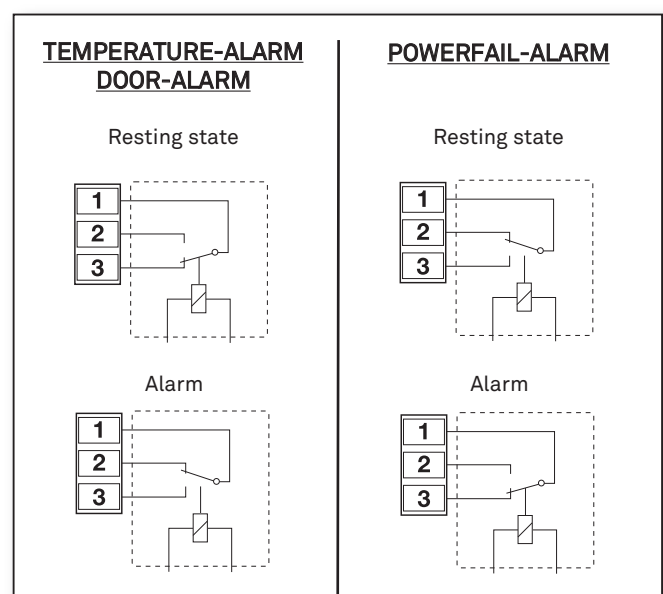 TEMPERATURE-ALARM
DOOR-ALARM
Resting state
1
2
3
Alarm
1
2
3
POWERFAIL-ALARM
Resting state
1
2
3
Alarm
1
2
3